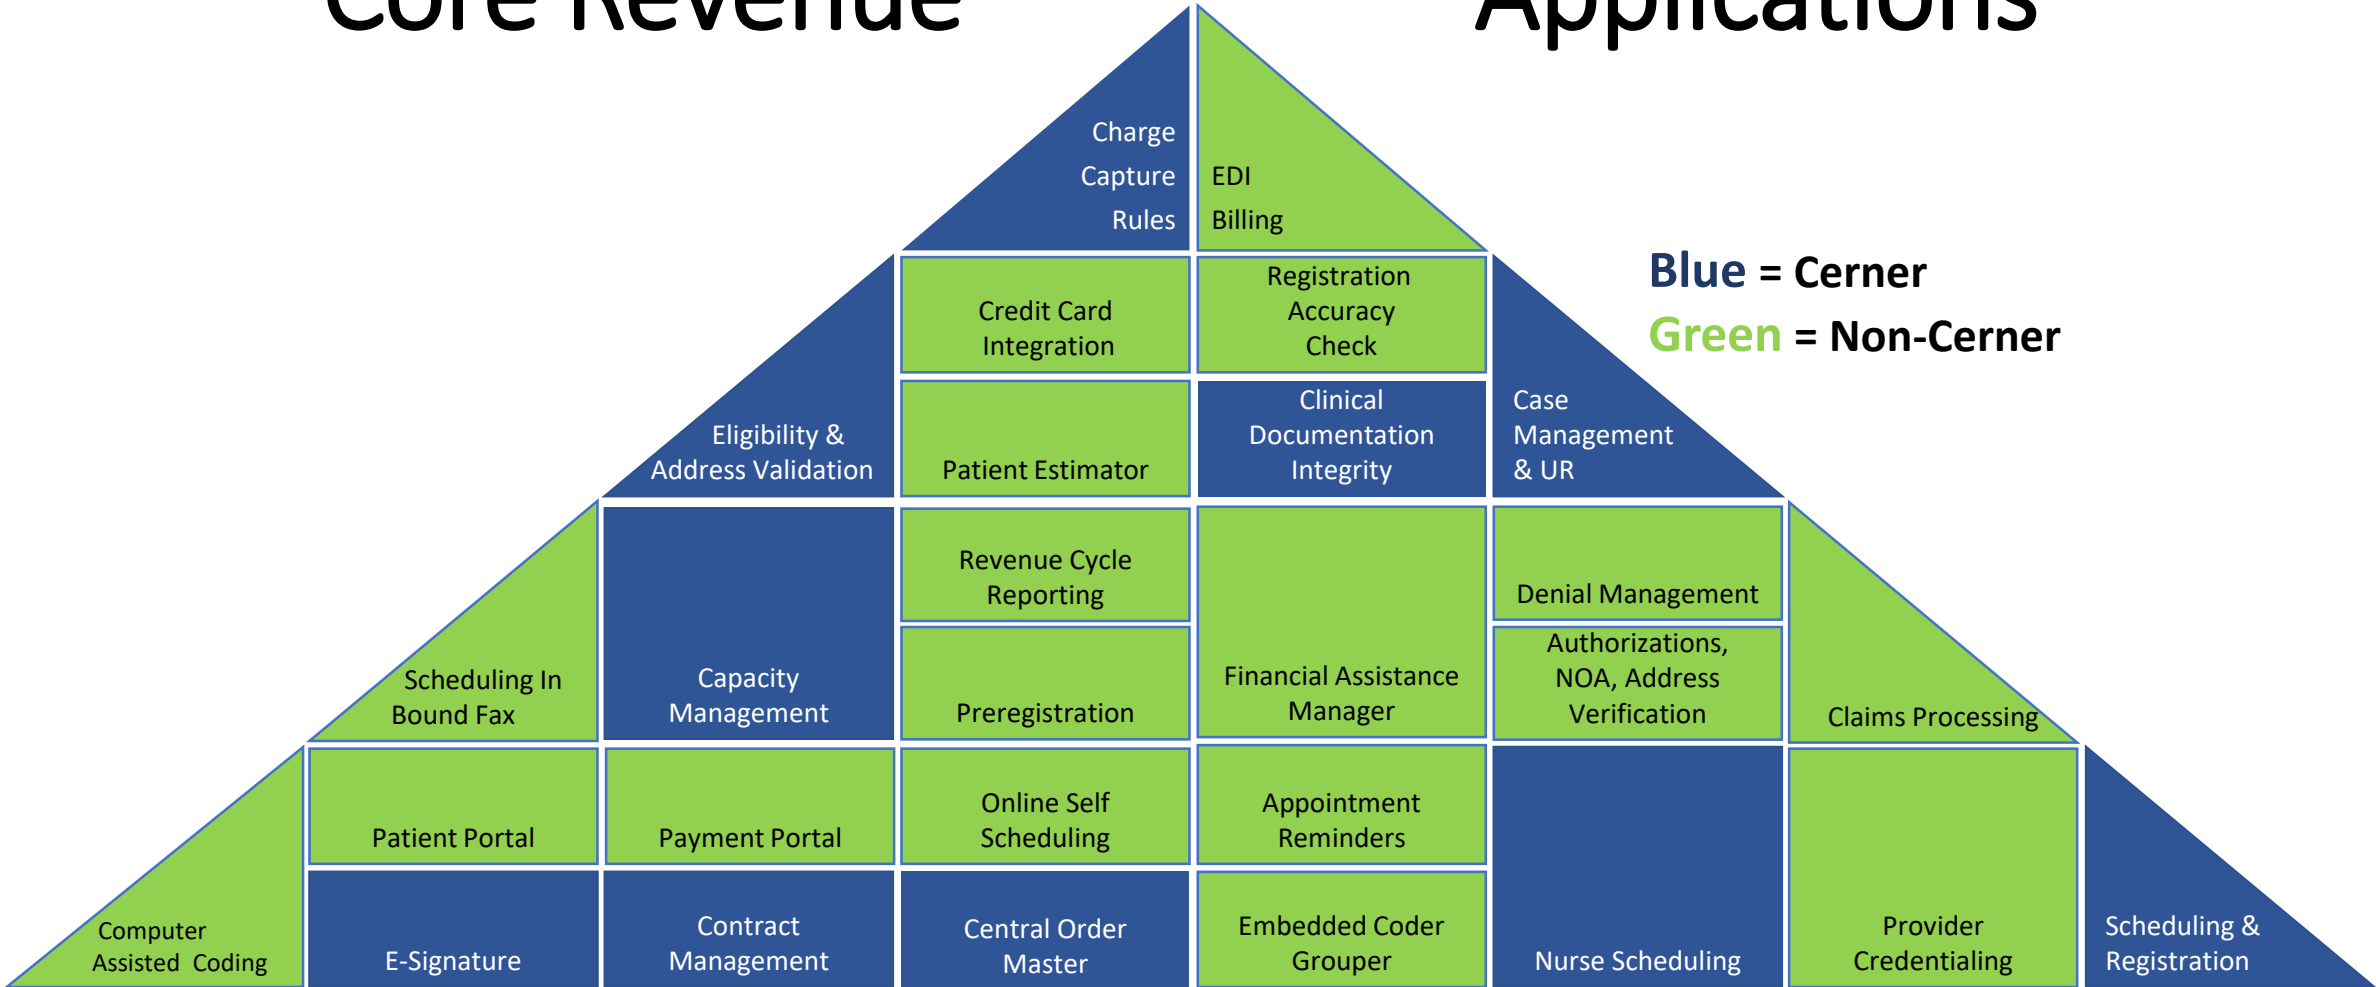 Core Revenue Applications
Charge
Capture
Rules
EDI
Billing
Blue = Cerner
Green = Non-Cerner
Eligibility &
Address Validation
Credit Card
Integration
Registration
Accuracy
Check
Patient Estimator
Clinical
Documentation
Integrity
Case
Management
& UR
Scheduling In
Bound Fax
Capacity
Management
Revenue Cycle
Reporting
Preregistration
Financial Assistance
Manager
Denial Management
Authorizations,
NOA, Address
Verification
Claims Processing
Computer
Assisted Coding
Patient Portal
Payment Portal
Online Self
Scheduling
Appointment
Reminders
E-Signature
Contract
Management
Central Order
Master
Embedded Coder
Grouper
Nurse Scheduling
Provider
Credentialing
Scheduling &
Registration